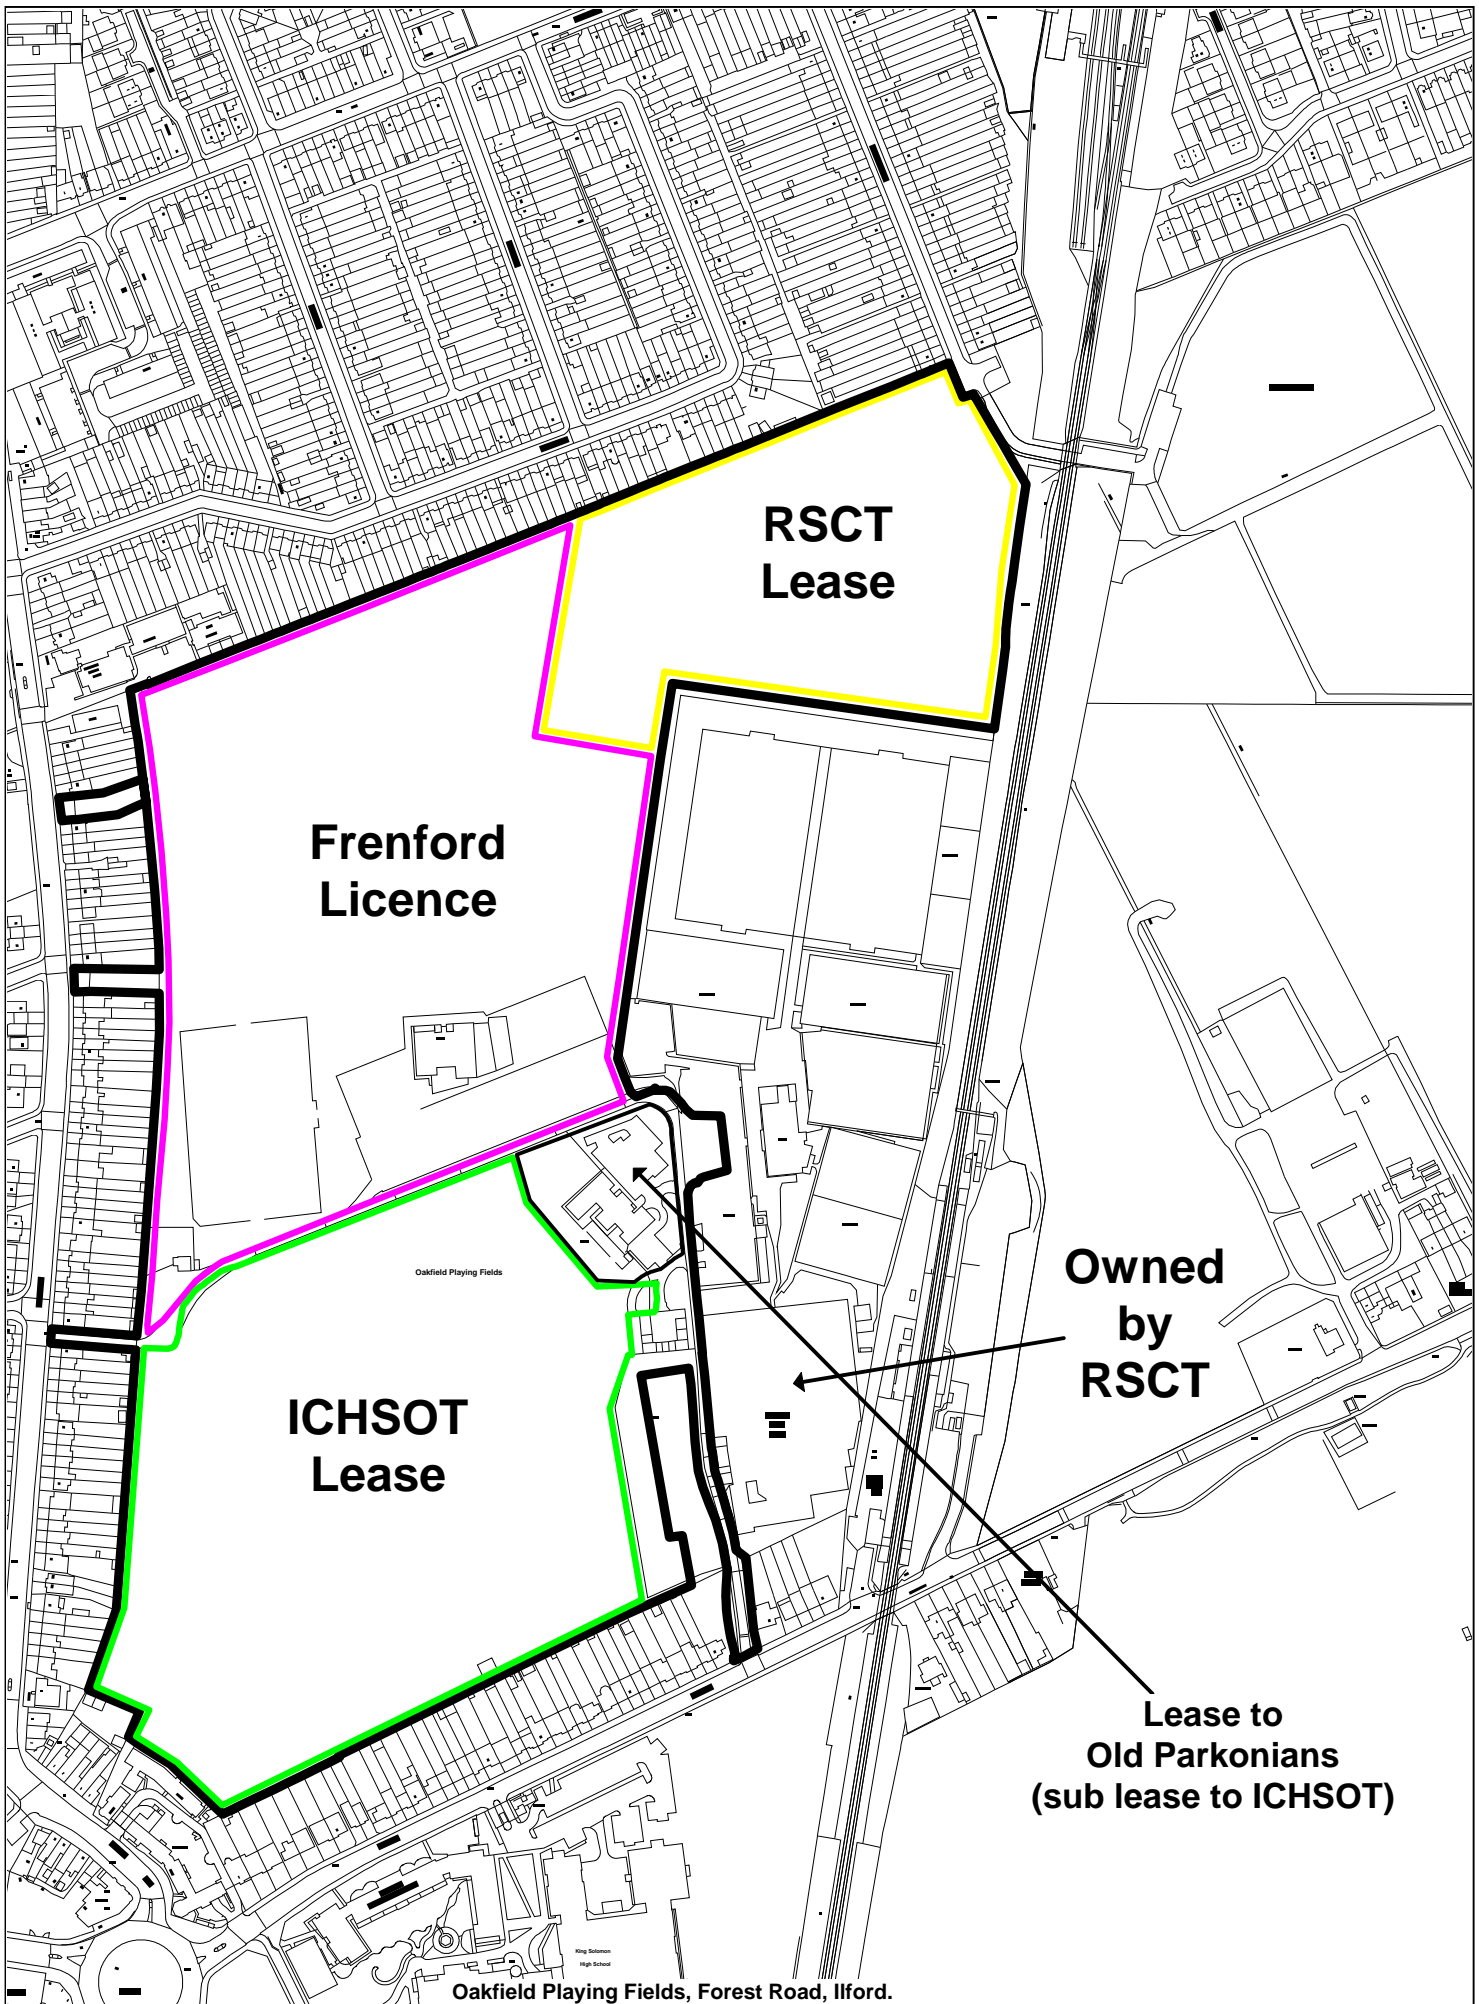 RSCT
Lease
Frenford
Licence
Oakfield Playing Fields
Owned
by
RSCT
ICHSOT
Lease
Lease to
Old Parkonians
(sub lease to ICHSOT)
King Solomon
High School
Oakfield Playing Fields, Forest Road, Ilford.